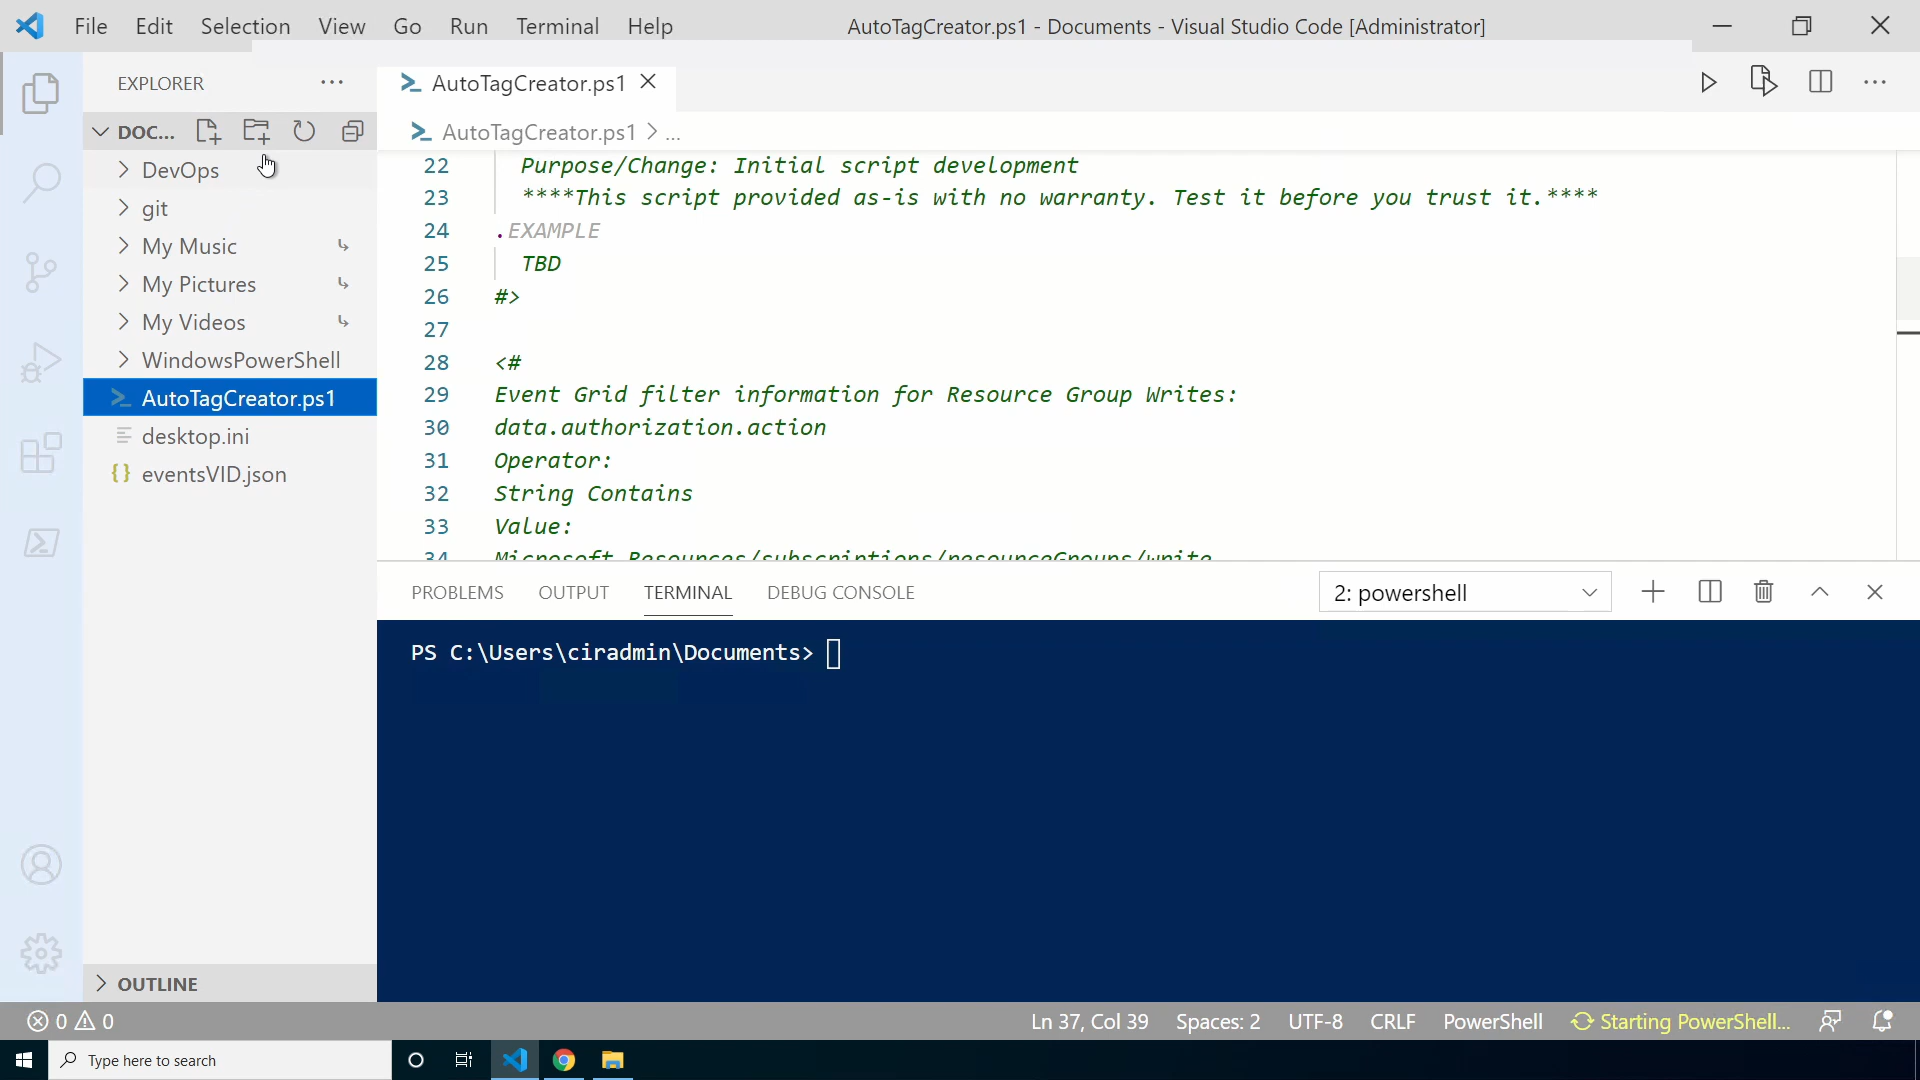 File Edit Selection View Go Run Terminal Help
AutoTagCreator.ps1 - Documents - Visual Studio Code [Administrator]
EXPLORER
AutoTagCreator.ps1
DOC...
AutoTagCreator.ps1 > ...
DevOps
git
My Music
My Pictures
My Videos
WindowsPowerShell
AutoTagCreator.ps1
desktop.ini
eventsVID.json
OUTLINE
22 Purpose/Change: Initial script development
23 ****This script provided as-is with no warranty. Test it before you trust it.****
24 .EXAMPLE
25 TBD
26 #>
27
28 <#
29 Event Grid filter information for Resource Group Writes:
30 data.authorization.action
31 Operator:
32 String Contains
33 Value:
34 Microsoft.Resources/subscriptions/resourceGroups/write
PROBLEMS OUTPUT TERMINAL DEBUG CONSOLE
2: powershell
PS C:\Users\ciradmin\Documents>
0 0
Ln 37, Col 39 Spaces: 2 UTF-8 CRLF PowerShell Starting PowerShell...
Type here to search